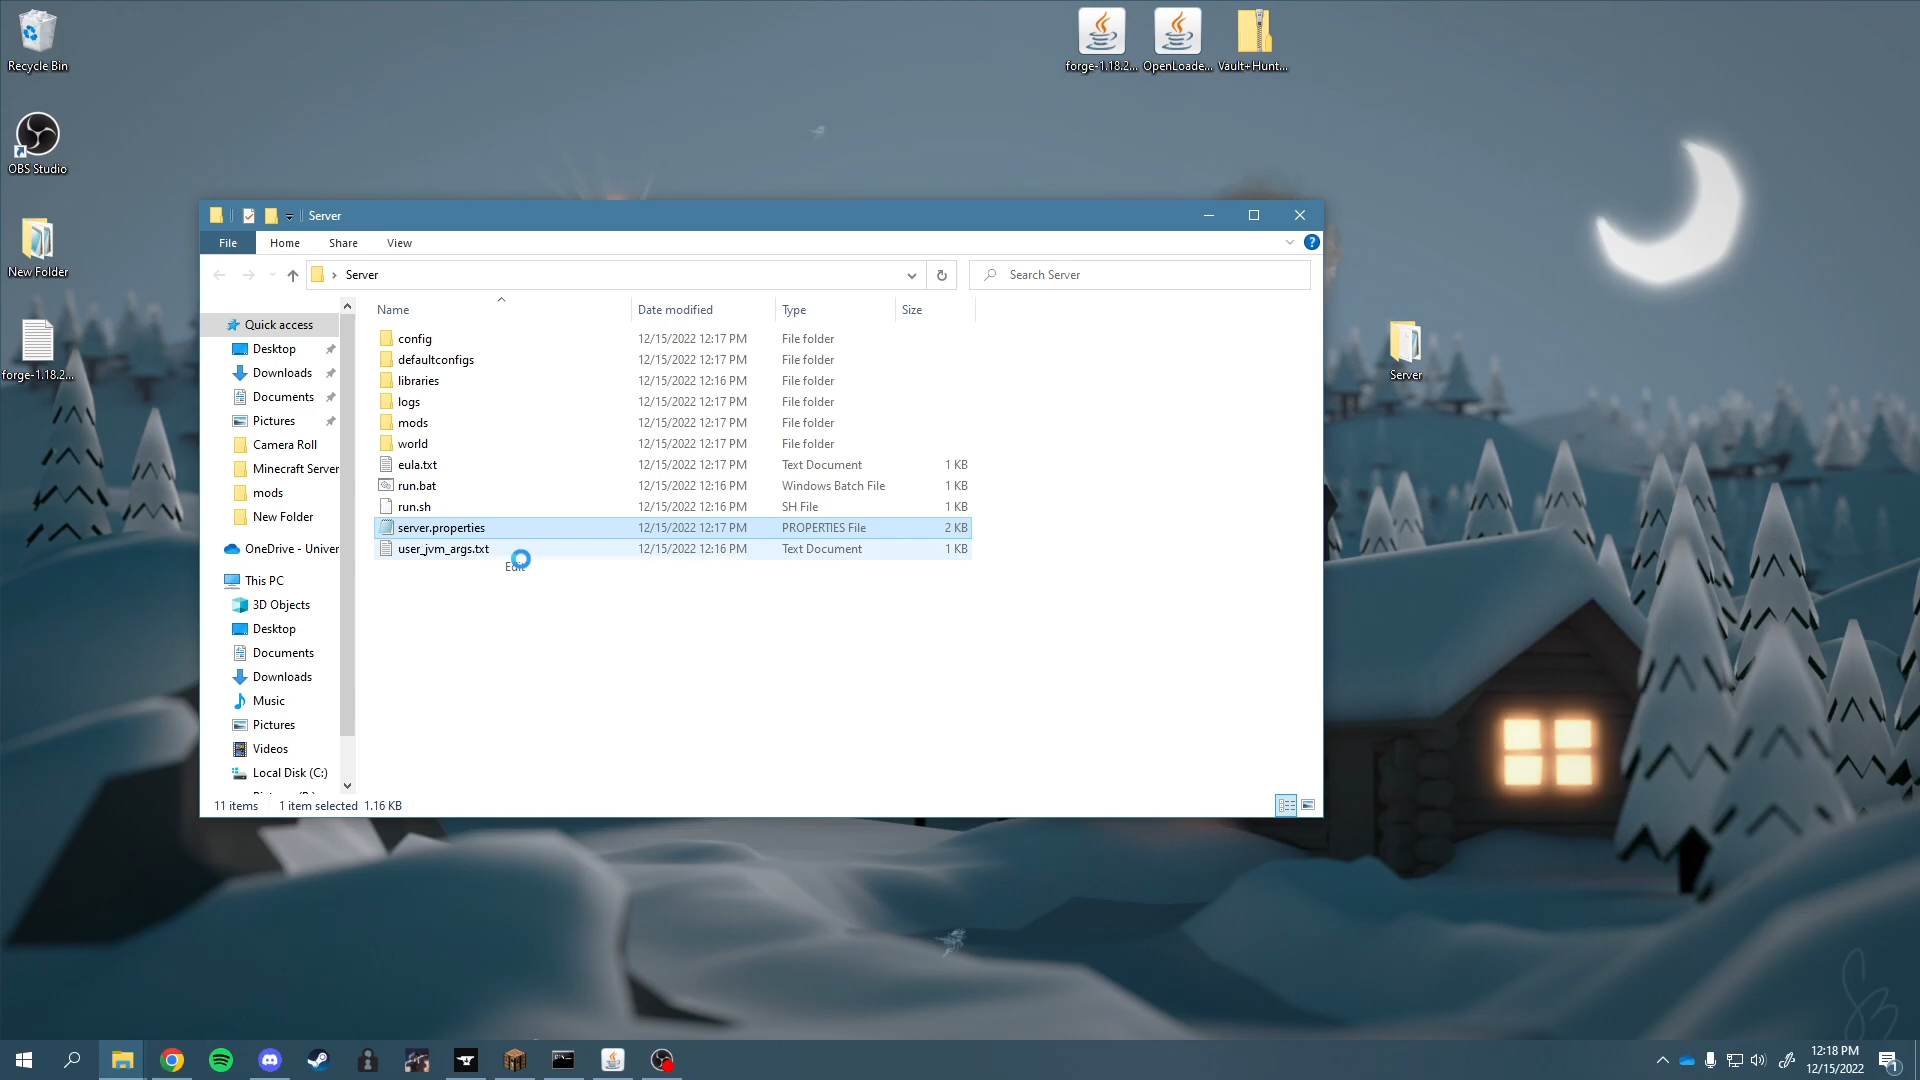 Recycle Bin
OBS Studio
New Folder
forge-1.18.2...
forge-1.18.2...
OpenLoade...
Vault+Hunt...
Server
Server
File
Home
Share
View
Server
Search Server
Name
Date modified
Type
Size
Quick access
Desktop
Downloads
Documents
Pictures
Camera Roll
Minecraft Server
mods
New Folder
OneDrive - Univer
This PC
3D Objects
Desktop
Documents
Downloads
Music
Pictures
Videos
Local Disk (C:)
config 12/15/2022 12:17 PM File folder
defaultconfigs 12/15/2022 12:17 PM File folder
libraries 12/15/2022 12:16 PM File folder
logs 12/15/2022 12:17 PM File folder
mods 12/15/2022 12:17 PM File folder
world 12/15/2022 12:17 PM File folder
eula.txt 12/15/2022 12:17 PM Text Document 1 KB
run.bat 12/15/2022 12:16 PM Windows Batch File 1 KB
run.sh 12/15/2022 12:16 PM SH File 1 KB
server.properties 12/15/2022 12:17 PM PROPERTIES File 2 KB
user_jvm_args.txt 12/15/2022 12:16 PM Text Document 1 KB
Edit
11 items 1 item selected 1.16 KB
12:18 PM
12/15/2022
1